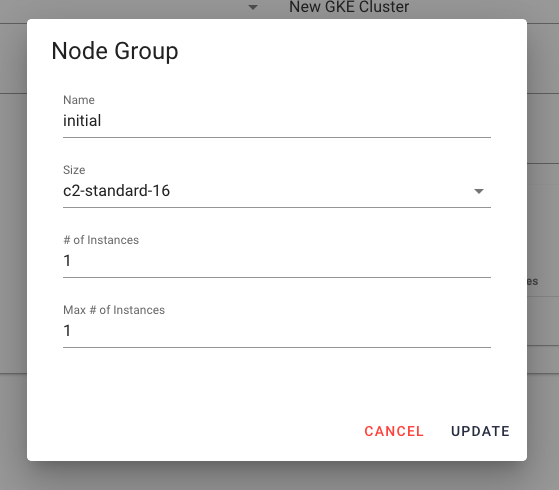 New GKE Cluster
Node Group
Name
initial
Size
c2-standard-16
# of Instances
1
es
Max # of Instances
1
CANCEL UPDATE